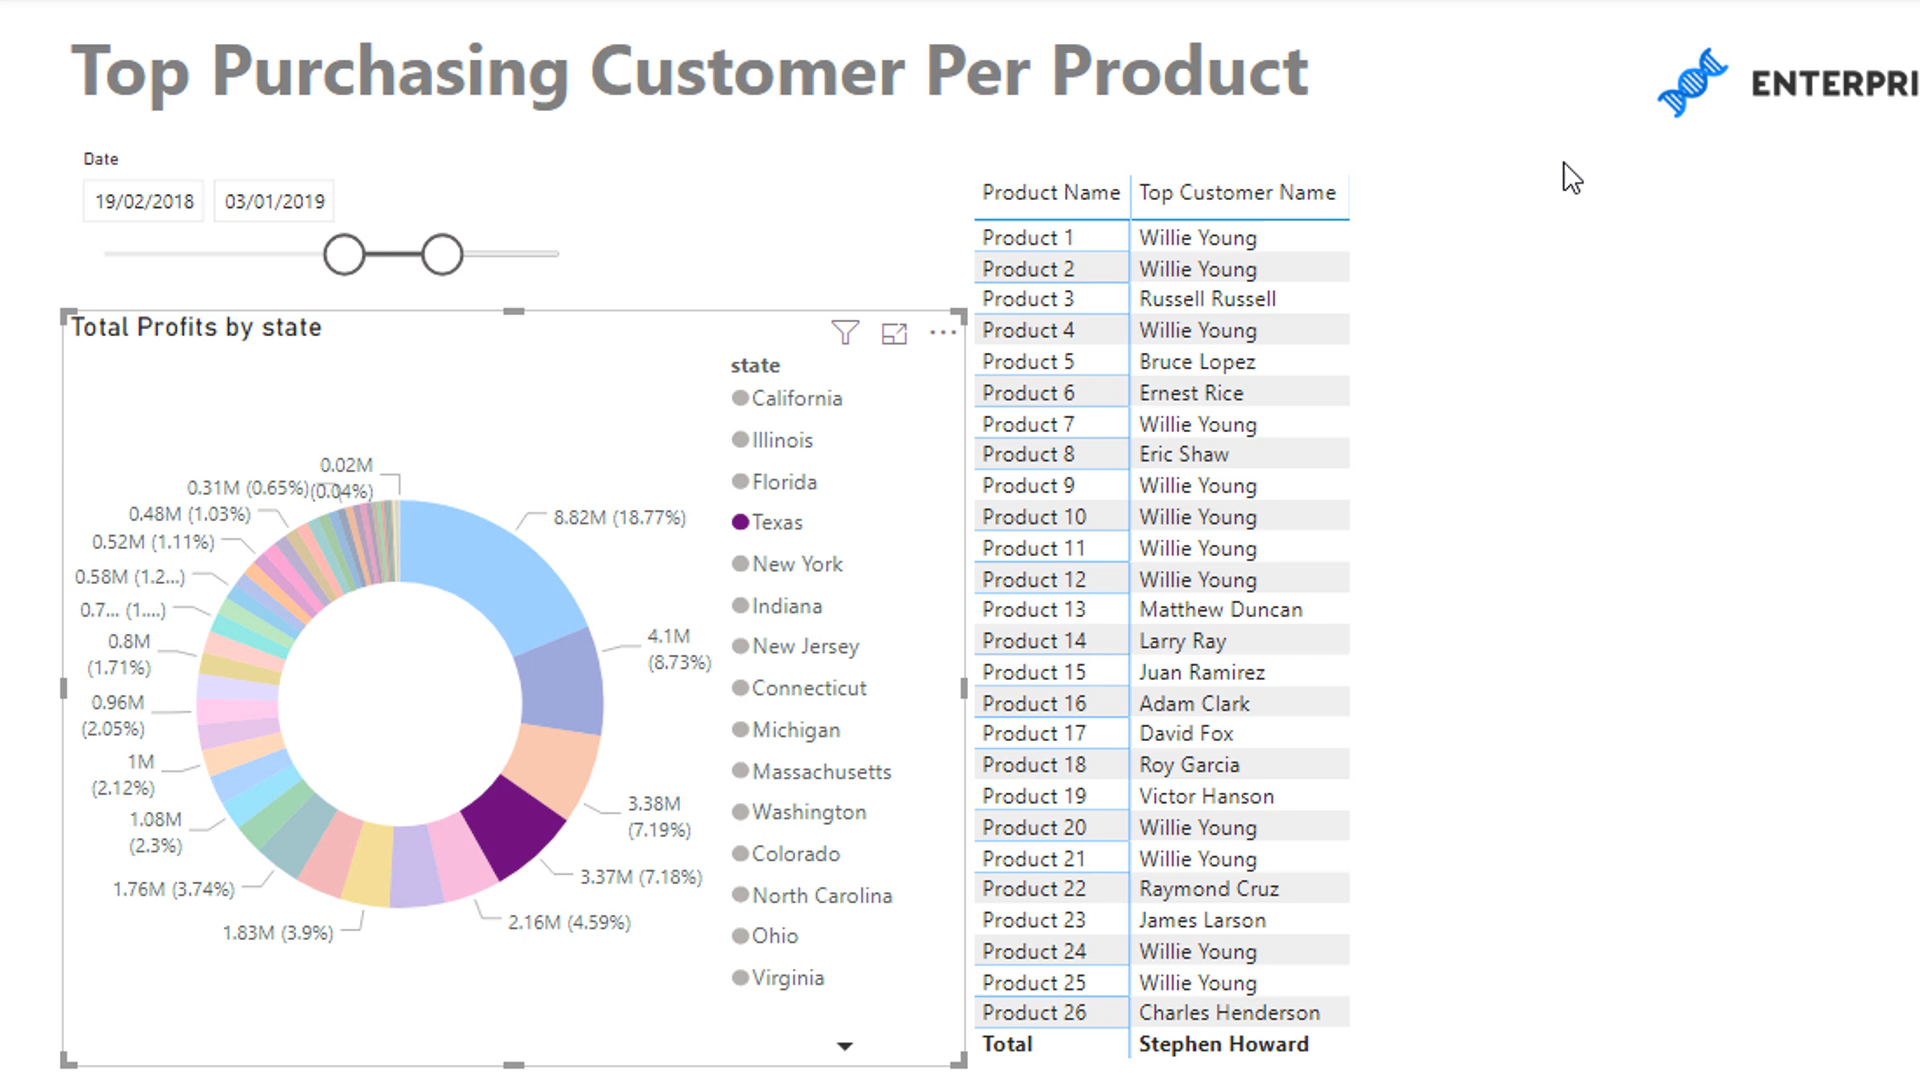 Top Purchasing Customer Per Product
ENTERPRI
Date
19/02/2018 03/01/2019
Total Profits by state
0.02M
(0.04%)
0.31M (0.65%)
0.48M (1.03%)
0.52M (1.11%)
0.58M (1.2...)
0.7... (1....)
0.8M
(1.71%)
0.96M
(2.05%)
1M
(2.12%)
1.08M
(2.3%)
1.76M (3.74%)
1.83M (3.9%)
8.82M (18.77%)
4.1M
(8.73%)
3.38M
(7.19%)
3.37M (7.18%)
2.16M (4.59%)
state
California
Illinois
Florida
Texas
New York
Indiana
New Jersey
Connecticut
Michigan
Massachusetts
Washington
Colorado
North Carolina
Ohio
Virginia
Product Name Top Customer Name
Product 1 Willie Young
Product 2 Willie Young
Product 3 Russell Russell
Product 4 Willie Young
Product 5 Bruce Lopez
Product 6 Ernest Rice
Product 7 Willie Young
Product 8 Eric Shaw
Product 9 Willie Young
Product 10 Willie Young
Product 11 Willie Young
Product 12 Willie Young
Product 13 Matthew Duncan
Product 14 Larry Ray
Product 15 Juan Ramirez
Product 16 Adam Clark
Product 17 David Fox
Product 18 Roy Garcia
Product 19 Victor Hanson
Product 20 Willie Young
Product 21 Willie Young
Product 22 Raymond Cruz
Product 23 James Larson
Product 24 Willie Young
Product 25 Willie Young
Product 26 Charles Henderson
Total Stephen Howard